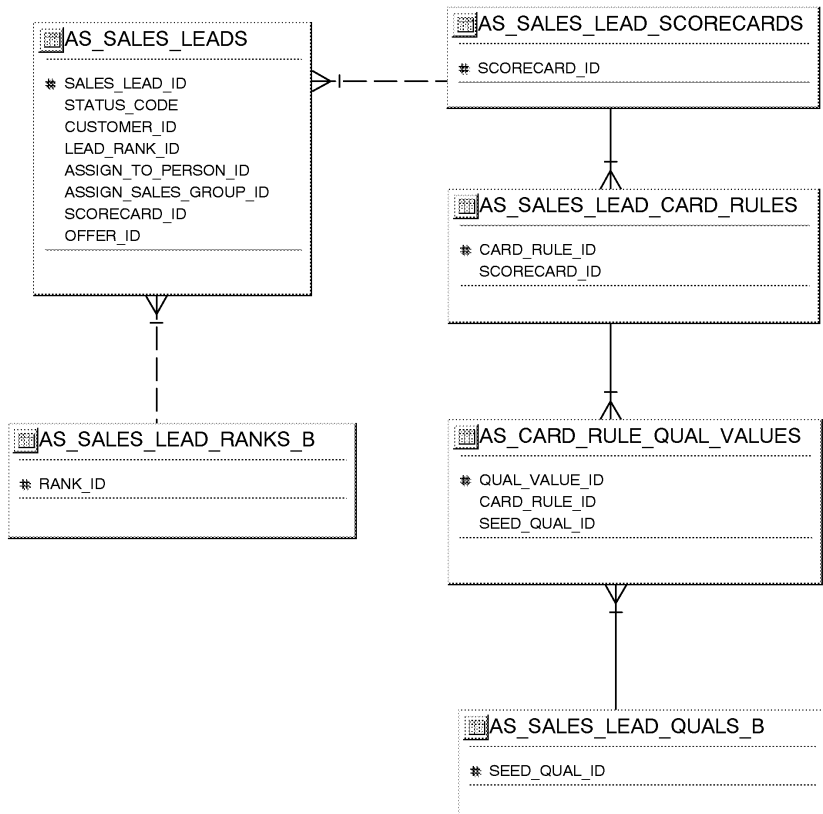 AS_SALES_LEADS
# SALES_LEAD_ID
STATUS_CODE
CUSTOMER_ID
LEAD_RANK_ID
ASSIGN_TO_PERSON_ID
ASSIGN_SALES_GROUP_ID
SCORECARD_ID
OFFER_ID
AS_SALES_LEAD_SCORECARDS
# SCORECARD_ID
AS_SALES_LEAD_CARD_RULES
# CARD_RULE_ID
SCORECARD_ID
AS_SALES_LEAD_RANKS_B
# RANK_ID
AS_CARD_RULE_QUAL_VALUES
# QUAL_VALUE_ID
CARD_RULE_ID
SEED_QUAL_ID
AS_SALES_LEAD_QUALS_B
# SEED_QUAL_ID